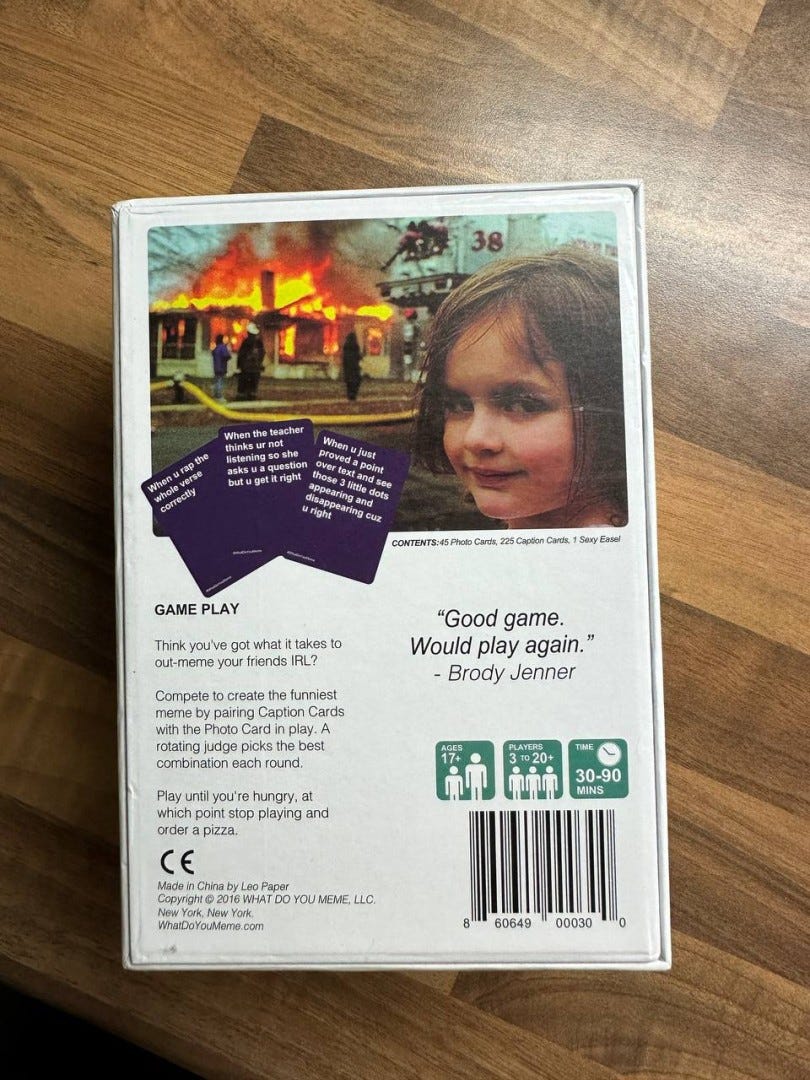 38
When u rap the
whole verse
correctly
When the teacher
thinks ur not
listening so she
asks u a question
but u get it right
When u just
proved a point
over text and see
those 3 little dots
appearing and
disappearing cuz
u right
CONTENTS:45 Photo Cards, 225 Caption Cards, 1 Sexy Easel
GAME PLAY
Think you've got what it takes to
out-meme your friends IRL?
Compete to create the funniest
meme by pairing Caption Cards
with the Photo Card in play. A
rotating judge picks the best
combination each round.
Play until you're hungry, at
which point stop playing and
order a pizza.
“Good game.
Would play again.”
- Brody Jenner
AGES
17+
PLAYERS
3 TO 20+
TIME
30-90
MINS
CE
Made in China by Leo Paper
Copyright © 2016 WHAT DO YOU MEME, LLC.
New York, New York.
WhatDoYouMeme.com
8 60649 00030 0